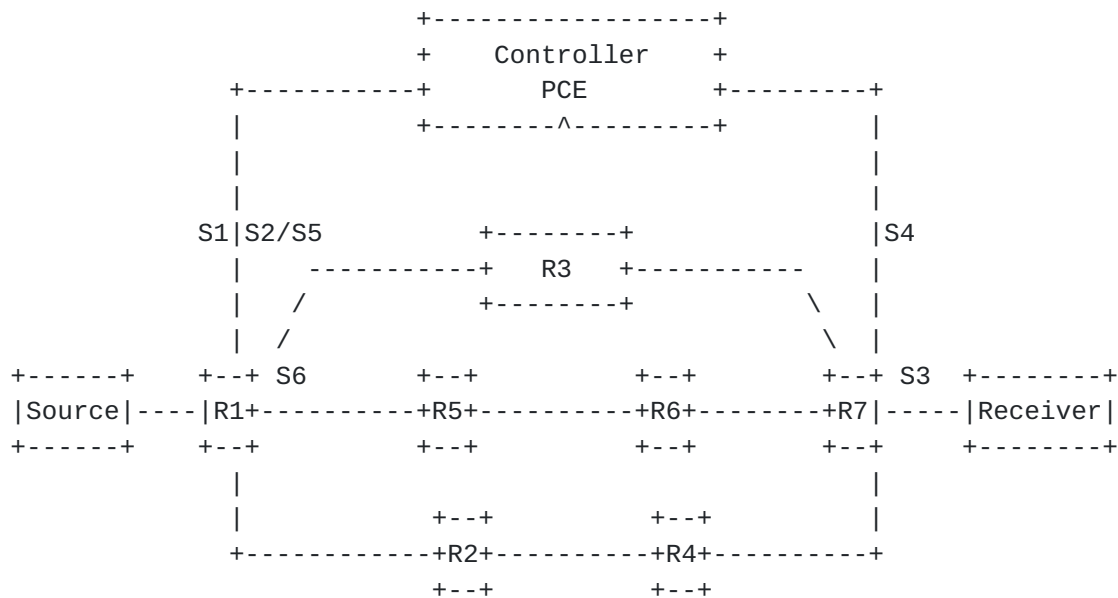 +------------------+
                           +    Controller    +
               +-----------+       PCE        +---------+
               |           +--------^---------+         |
               |                                        |
               |                                        |
             S1|S2/S5          +--------+               |S4
               |    -----------+   R3   +-----------    |
               |   /           +--------+           \   |
               |  /                                  \  |
 +------+    +--+ S6       +--+          +--+        +--+ S3  +--------+
 |Source|----|R1+----------+R5+----------+R6+--------+R7|-----|Receiver|
 +------+    +--+          +--+          +--+        +--+     +--------+
               |                                        |
               |            +--+          +--+          |
               +------------+R2+----------+R4+----------+
                            +--+          +--+